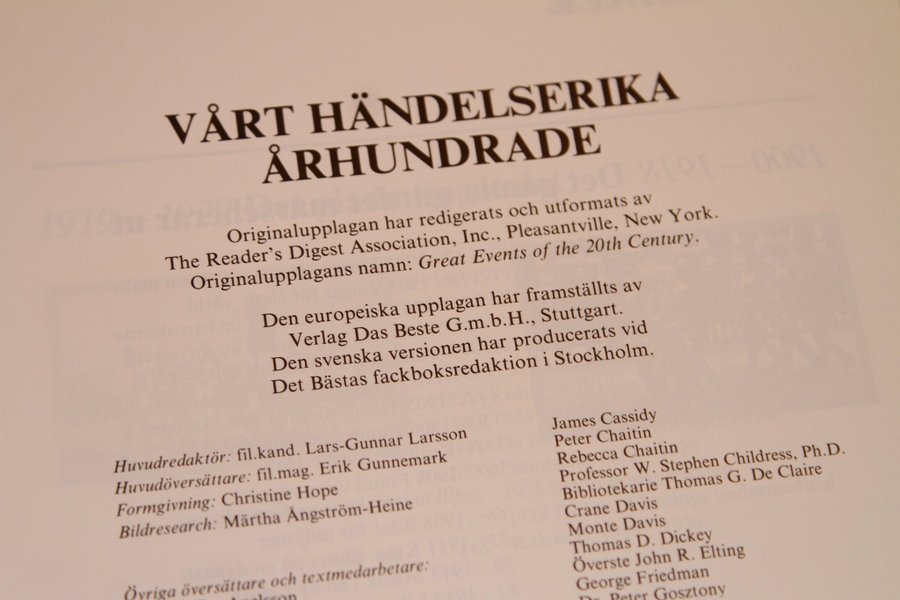 VÅRT HÄNDELSERIKA
ÅRHUNDRADE
Originalupplagan har redigerats och utformats av
The Reader's Digest Association, Inc., Pleasantville, New York.
Originalupplagans namn: Great Events of the 20th Century.
Den europeiska upplagan har framställts av
Verlag Das Beste G.m.b.H., Stuttgart.
Den svenska versionen har producerats vid
Det Bästas fackboksredaktion i Stockholm.
Huvudredaktör: fil.kand. Lars-Gunnar Larsson
Huvudöversättare: fil.mag. Erik Gunnemark
Formgivning: Christine Hope
Bildresearch: Märtha Ångström-Heine
Övriga översättare och textmedarbetare:
James Cassidy
Peter Chaitin
Rebecca Chaitin
Professor W. Stephen Childress, Ph.D.
Bibliotekarie Thomas G. De Claire
Crane Davis
Monte Davis
Thomas D. Dickey
Överste John R. Elting
George Friedman
Dr. Peter Gosztony